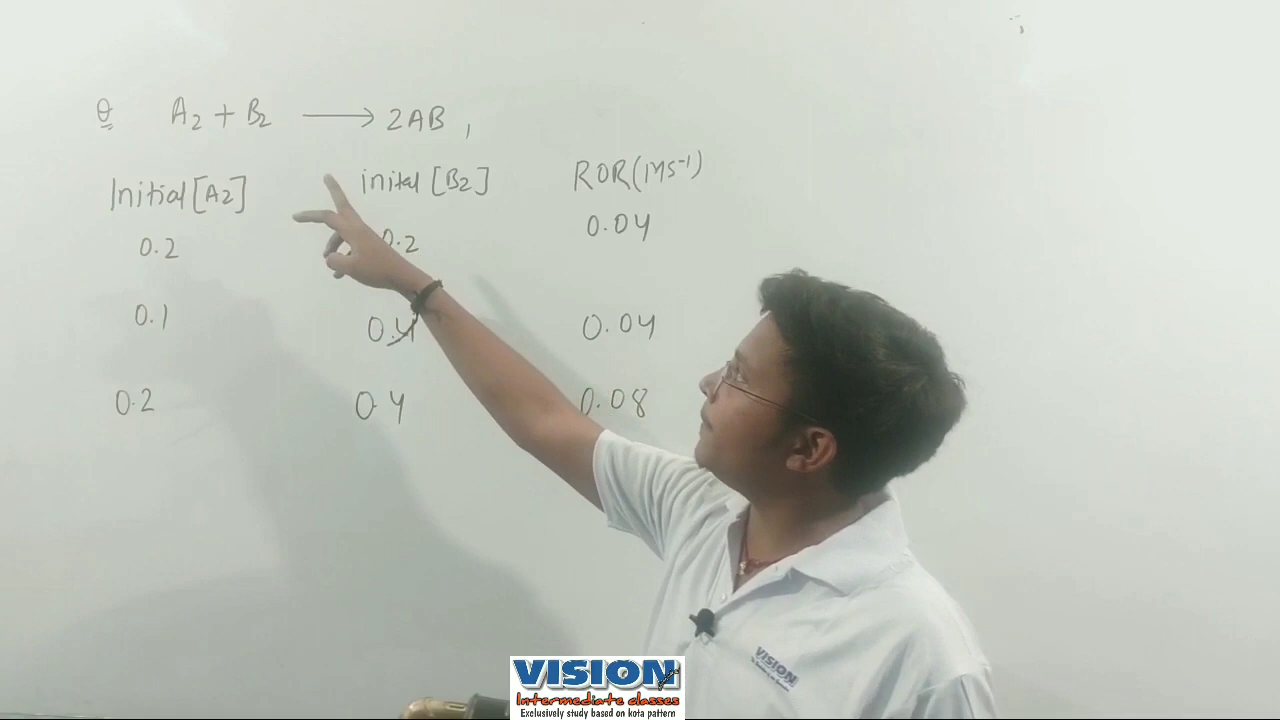 Q A2 + B2 → 2AB,
Initial [A2] inital [B2] ROR (MS⁻¹)
0.2 0.2 0.04
0.1 0.4 0.04
0.2 0.4 0.08
VISION
VISION
Intermediate classes
Exclusively study based on kota pattern